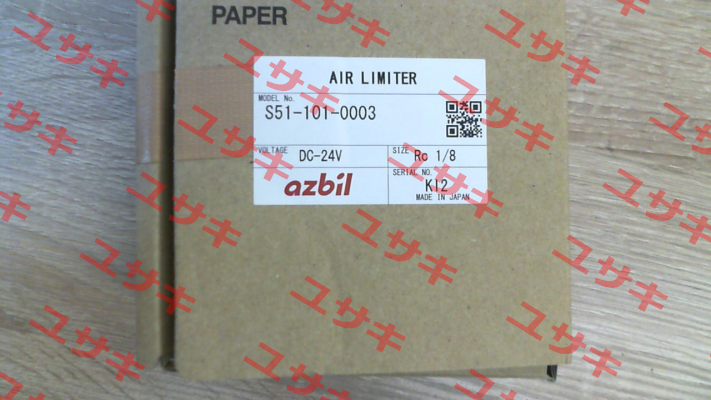 PAPER
AIR LIMITER
MODEL No.
S51-101-0003
VOLTAGE
DC-24V
SIZE
Rc 1/8
azbil
SERIAL NO.
K12
MADE IN JAPAN
ユサキ